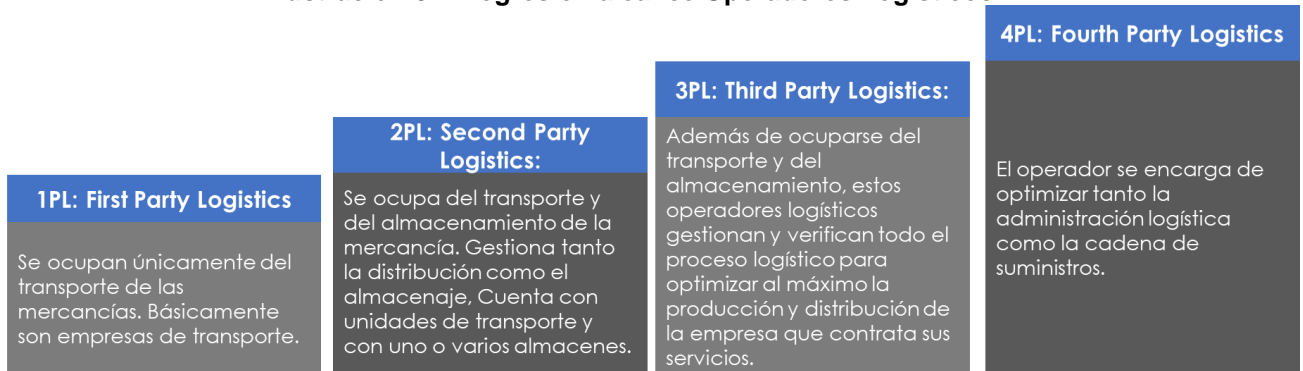 Operadores Logísticos
1PL: First Party Logistics
Se ocupan únicamente del
transporte de las
mercancías. Básicamente
son empresas de transporte.
2PL: Second Party
Logistics:
Se ocupa del transporte y
del almacenamiento de la
mercancía. Gestiona tanto
la distribución como el
almacenaje, Cuenta con
unidades de transporte y
con uno o varios almacenes.
3PL: Third Party Logistics:
Además de ocuparse del
transporte y del
almacenamiento, estos
operadores logísticos
gestionan y verifican todo el
proceso logístico para
optimizar al máximo la
producción y distribución de
la empresa que contrata sus
servicios.
4PL: Fourth Party Logistics
El operador se encarga de
optimizar tanto la
administración logística
como la cadena de
suministros.